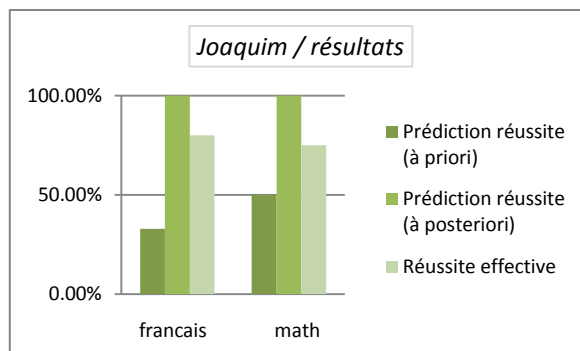 Joaquim / résultats
100.00%
50.00%
0.00%
francais
math
Prédiction réussite
(à priori)
Prédiction réussite
(à posteriori)
Réussite effective